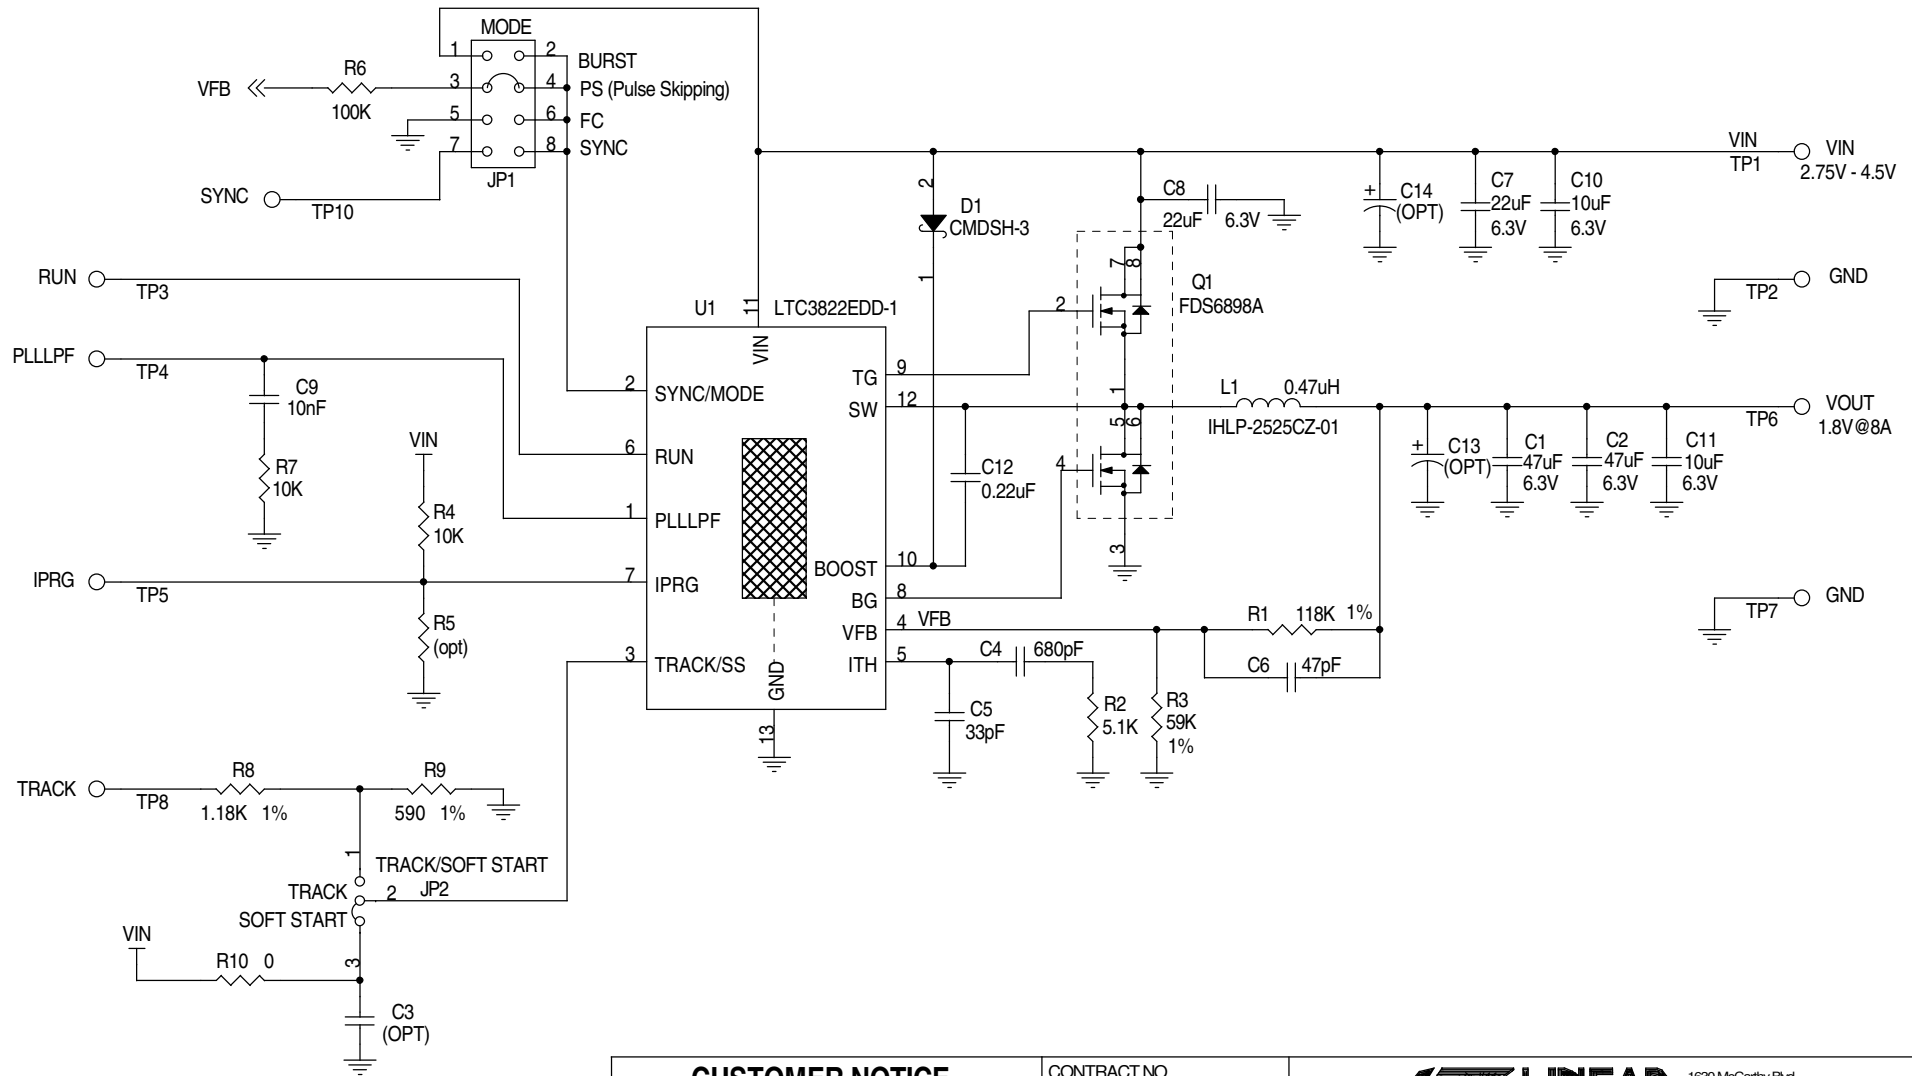 MODE
1 2 BURST
R6
VFB 3 4 PS (Pulse Skipping)
100K
5 6 FC
7 8 SYNC
JP1
SYNC
TP10
VIN VIN
TP1 2.75V - 4.5V
2
D1
CMDSH-3
1
C8
22uF 6.3V
C14
(OPT)
+
C7
22uF
6.3V
C10
10uF
6.3V
RUN
TP3
GND
TP2
7 8
Q1
FDS6898A
2
1
5 6
4
3
U1 LTC3822EDD-1
11
VIN
PLLLPF
TP4
C9
10nF
R7
10K
2 SYNC/MODE
6 RUN
1 PLLLPF
7 IPRG
3 TRACK/SS
TG 9
SW 12
BOOST 10
BG 8
VFB 4 VFB
ITH 5
GND
13
L1 0.47uH
IHLP-2525CZ-01
VOUT
TP6 1.8V@8A
C12
0.22uF
+
C13
(OPT)
C1
47uF
6.3V
C2
47uF
6.3V
C11
10uF
6.3V
VIN
R4
10K
IPRG
TP5
R5
(opt)
R1 118K 1%
C6 47pF
GND
TP7
C4 680pF
C5
33pF
R2
5.1K
R3
59K
1%
TRACK
TP8
R8
1.18K 1%
R9
590 1%
1
TRACK/SOFT START
TRACK 2 JP2
SOFT START
3
VIN
R10 0
C3
(OPT)
CUSTOMER NOTICE
CONTRACT NO.
LINEAR
1630 McCarthy Blvd.